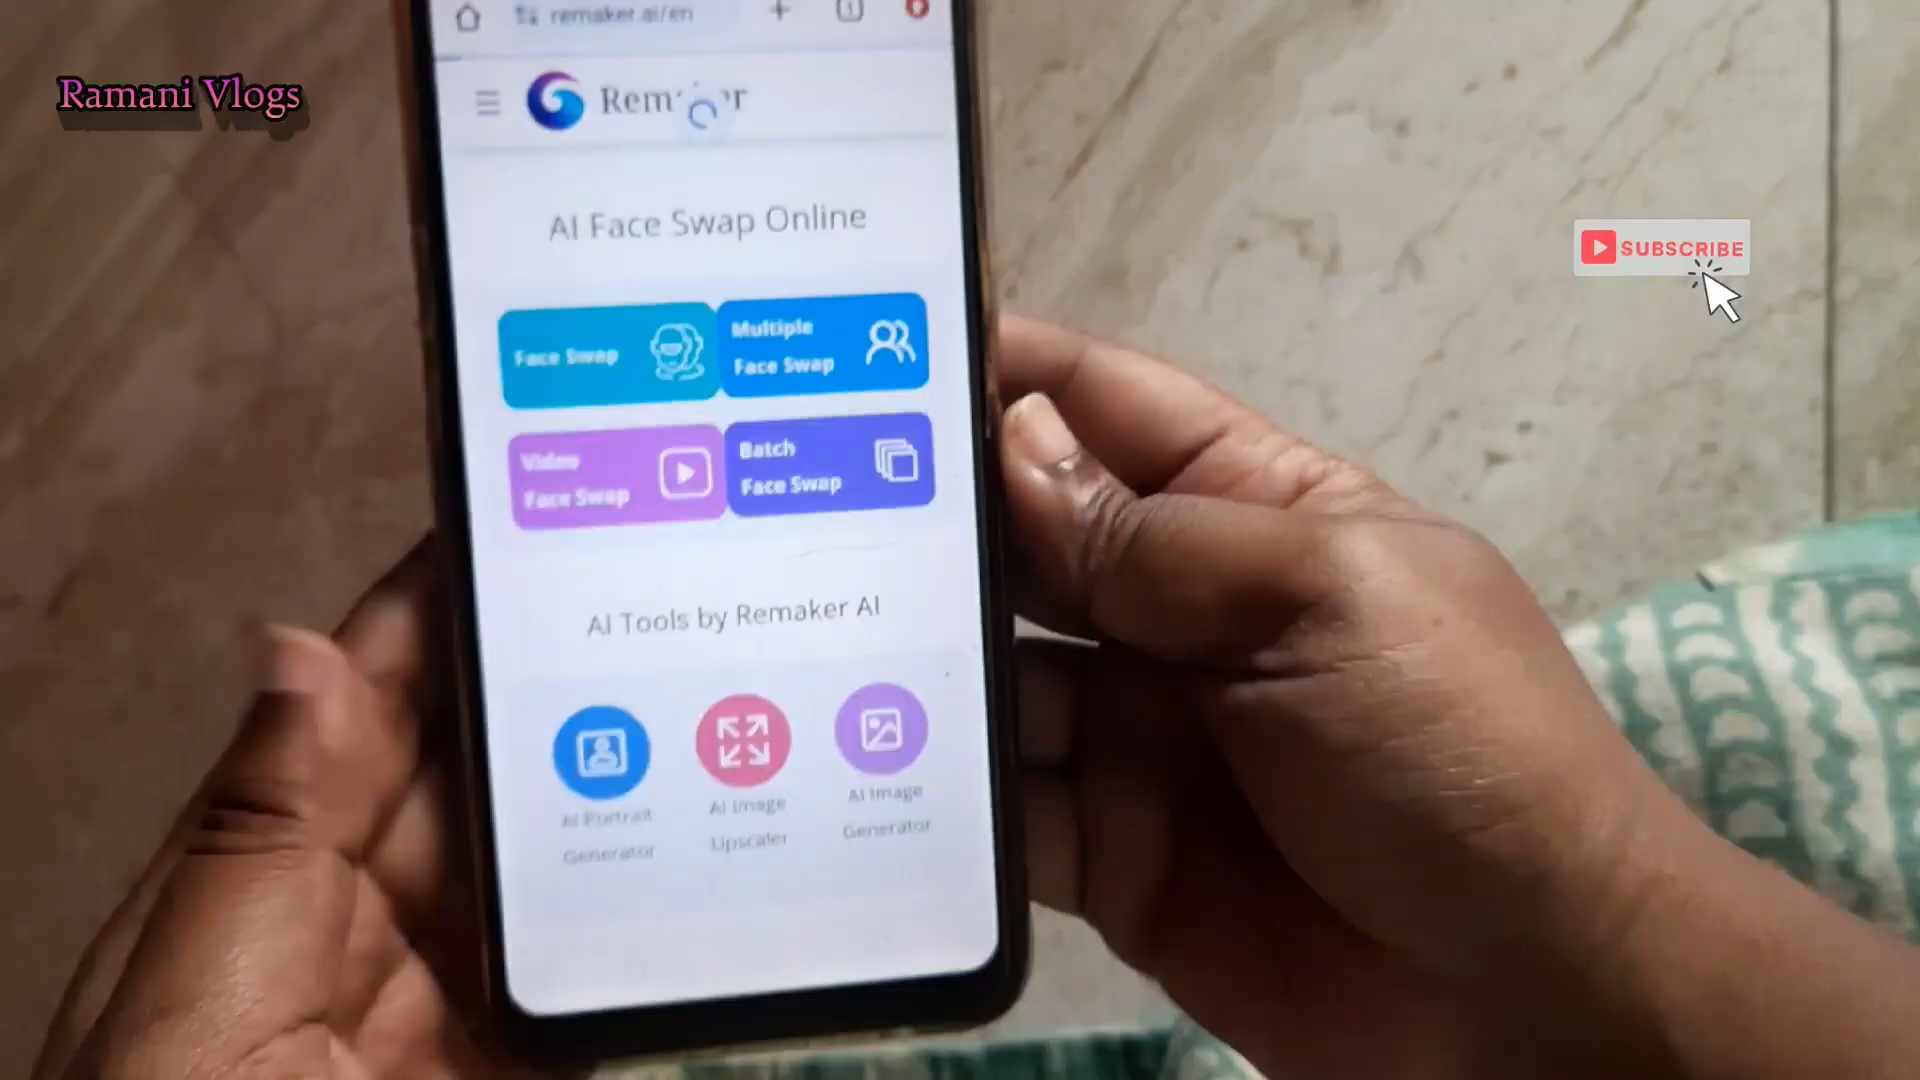 remaker.ai/en
Ramani Vlogs
AI Face Swap Online
SUBSCRIBE
Face Swap
Multiple
Face Swap
Video
Face Swap
Batch
Face Swap
AI Tools by Remaker AI
AI Portrait
Generator
AI Image
Upscaler
AI Image
Generator